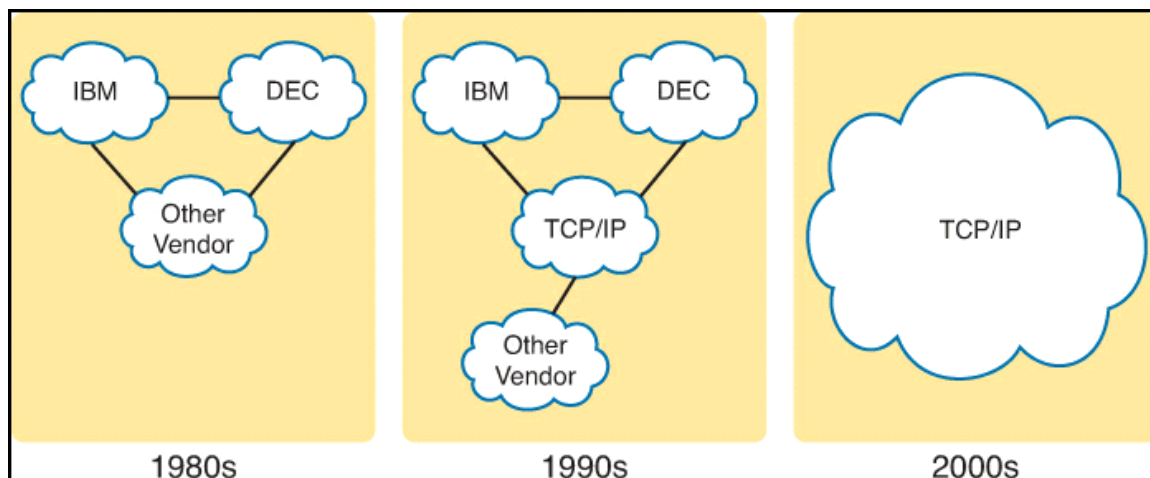 IBM
DEC
Other
Vendor
1980s
IBM
DEC
TCP/IP
Other
Vendor
1990s
TCP/IP
2000s